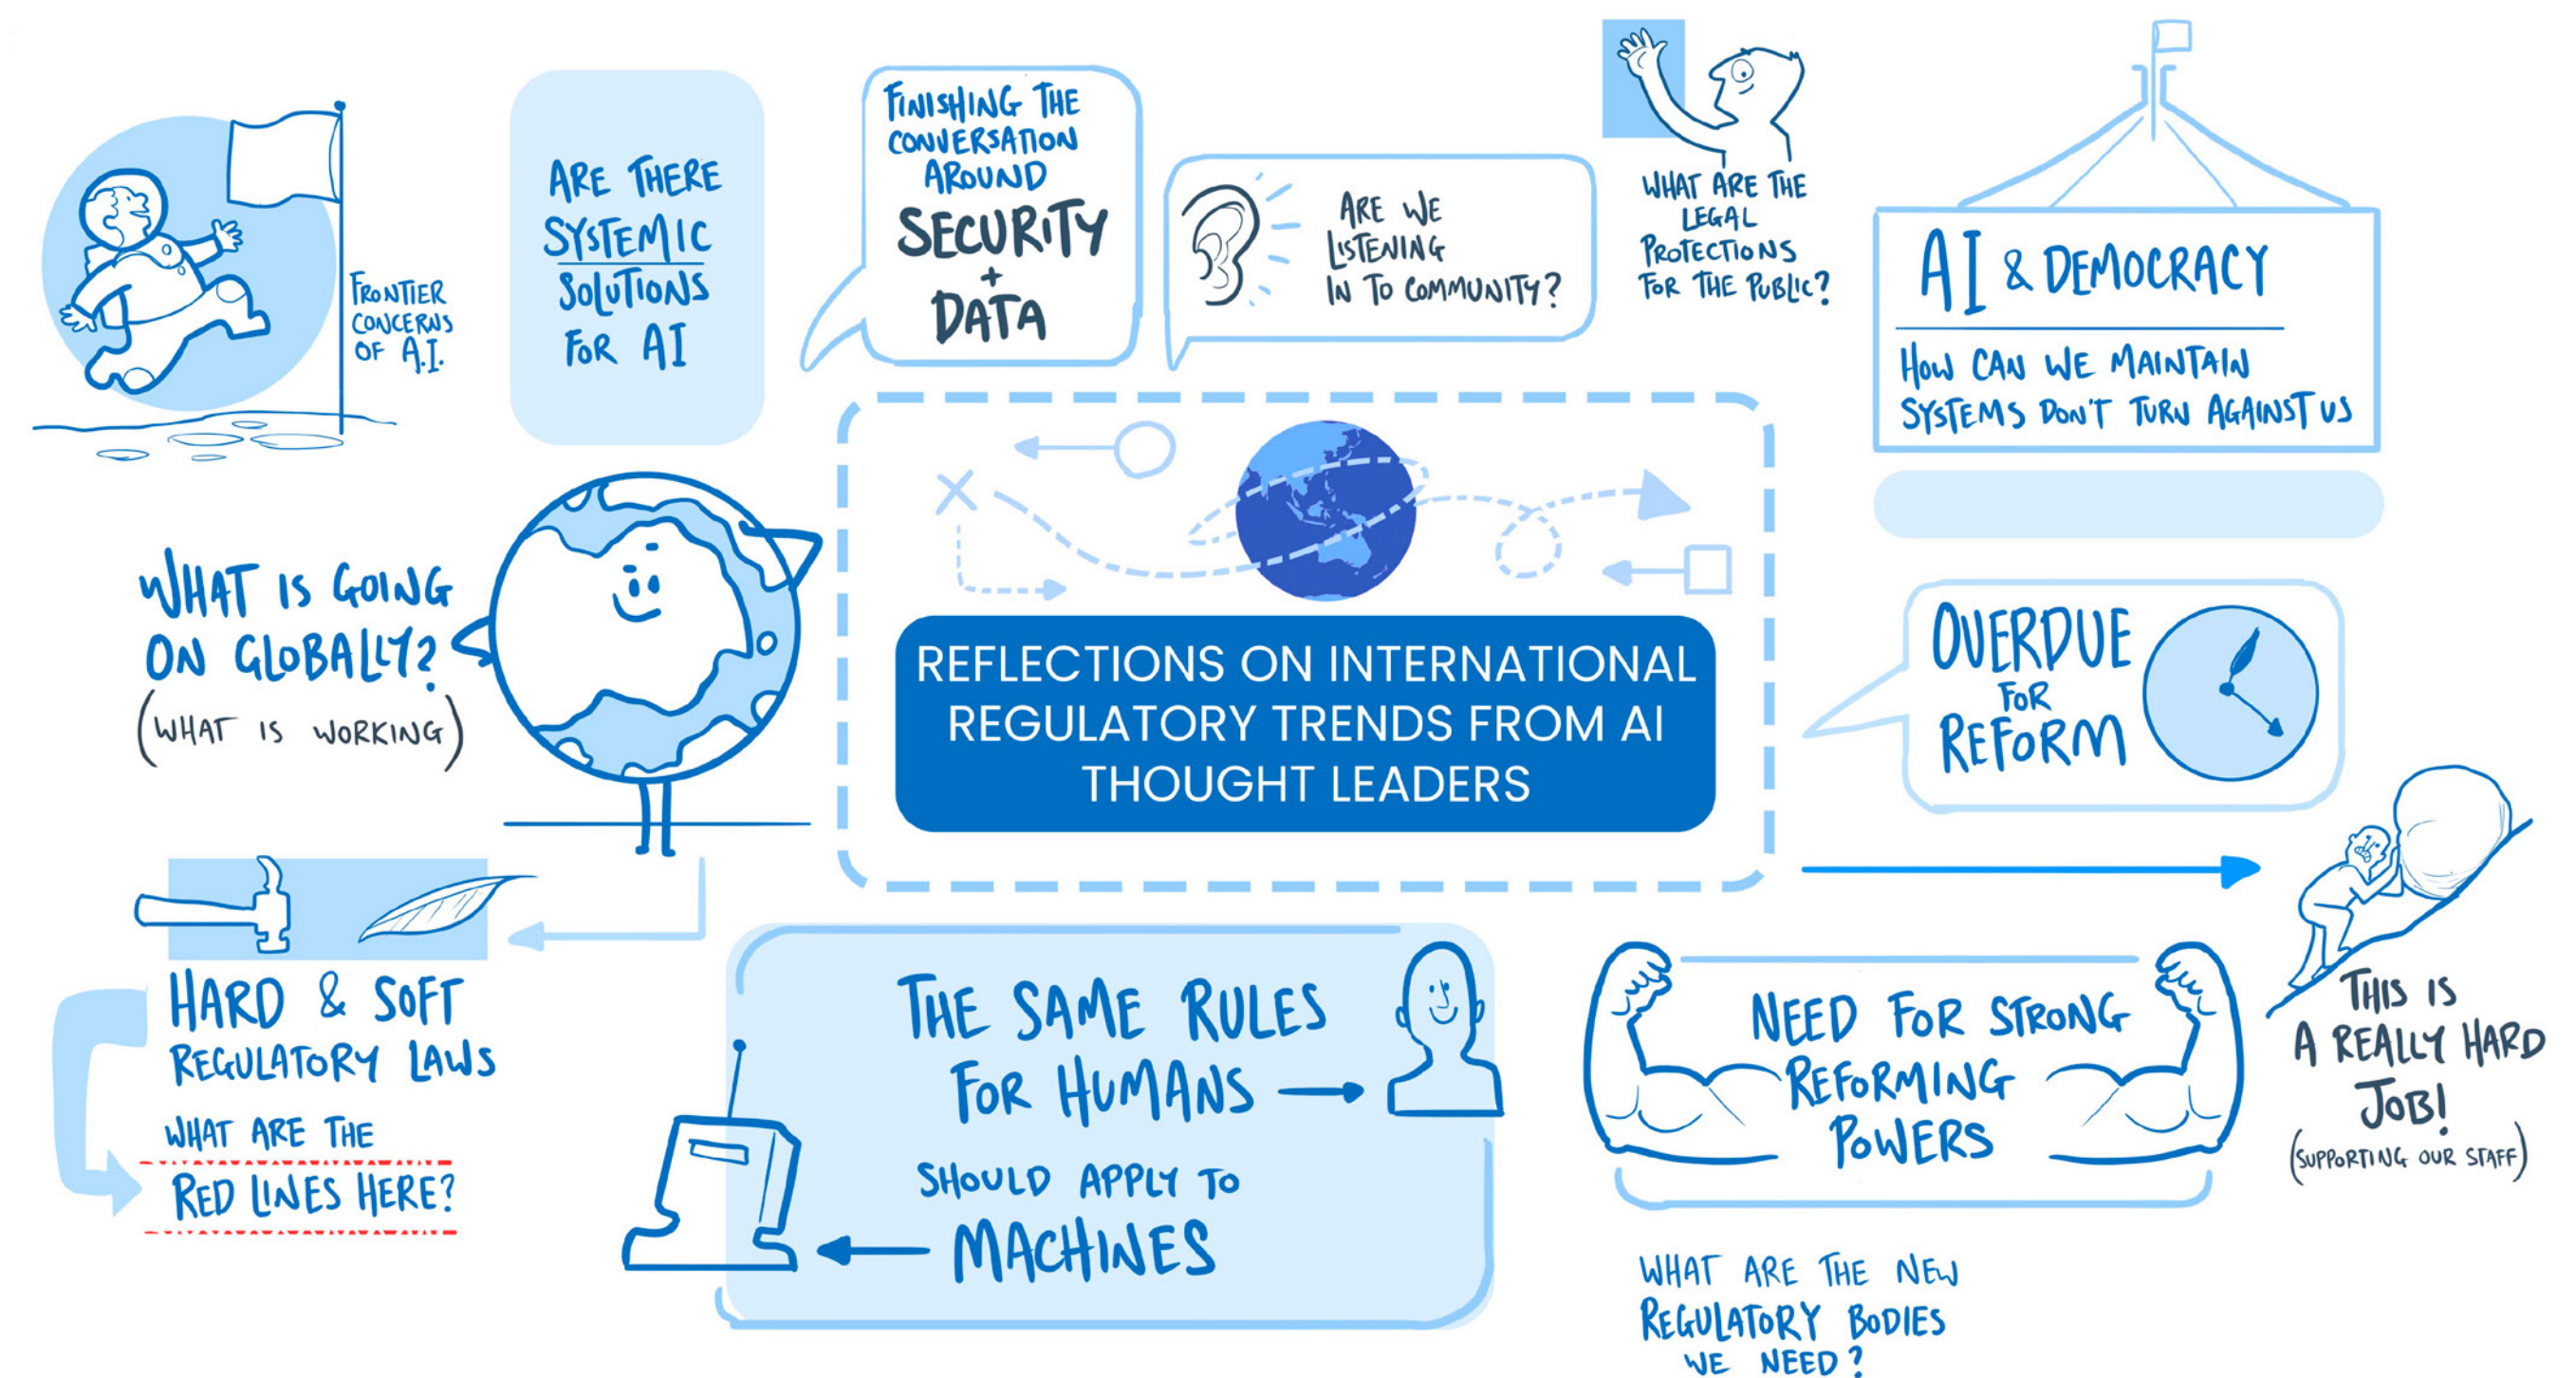 FRONTIER
CONCERNS
OF A.I.
ARE THERE
SYSTEMIC
SOLUTIONS
FOR AI
FINISHING THE
CONVERSATION
AROUND
SECURITY
+
DATA
ARE WE
LISTENING
IN TO COMMUNITY?
WHAT ARE THE
LEGAL
PROTECTIONS
FOR THE PUBLIC?
AI & DEMOCRACY
HOW CAN WE MAINTAIN
SYSTEMS DON'T TURN AGAINST US
WHAT IS GOING
ON GLOBALLY?
(WHAT IS WORKING)
REFLECTIONS ON INTERNATIONAL
REGULATORY TRENDS FROM AI
THOUGHT LEADERS
OVERDUE
FOR
REFORM
HARD & SOFT
REGULATORY LAWS
WHAT ARE THE
RED LINES HERE?
THE SAME RULES
FOR HUMANS
SHOULD APPLY TO
MACHINES
NEED FOR STRONG
REFORMING
POWERS
THIS IS
A REALLY HARD
JOB!
(SUPPORTING OUR STAFF)
WHAT ARE THE NEW
REGULATORY BODIES
WE NEED?